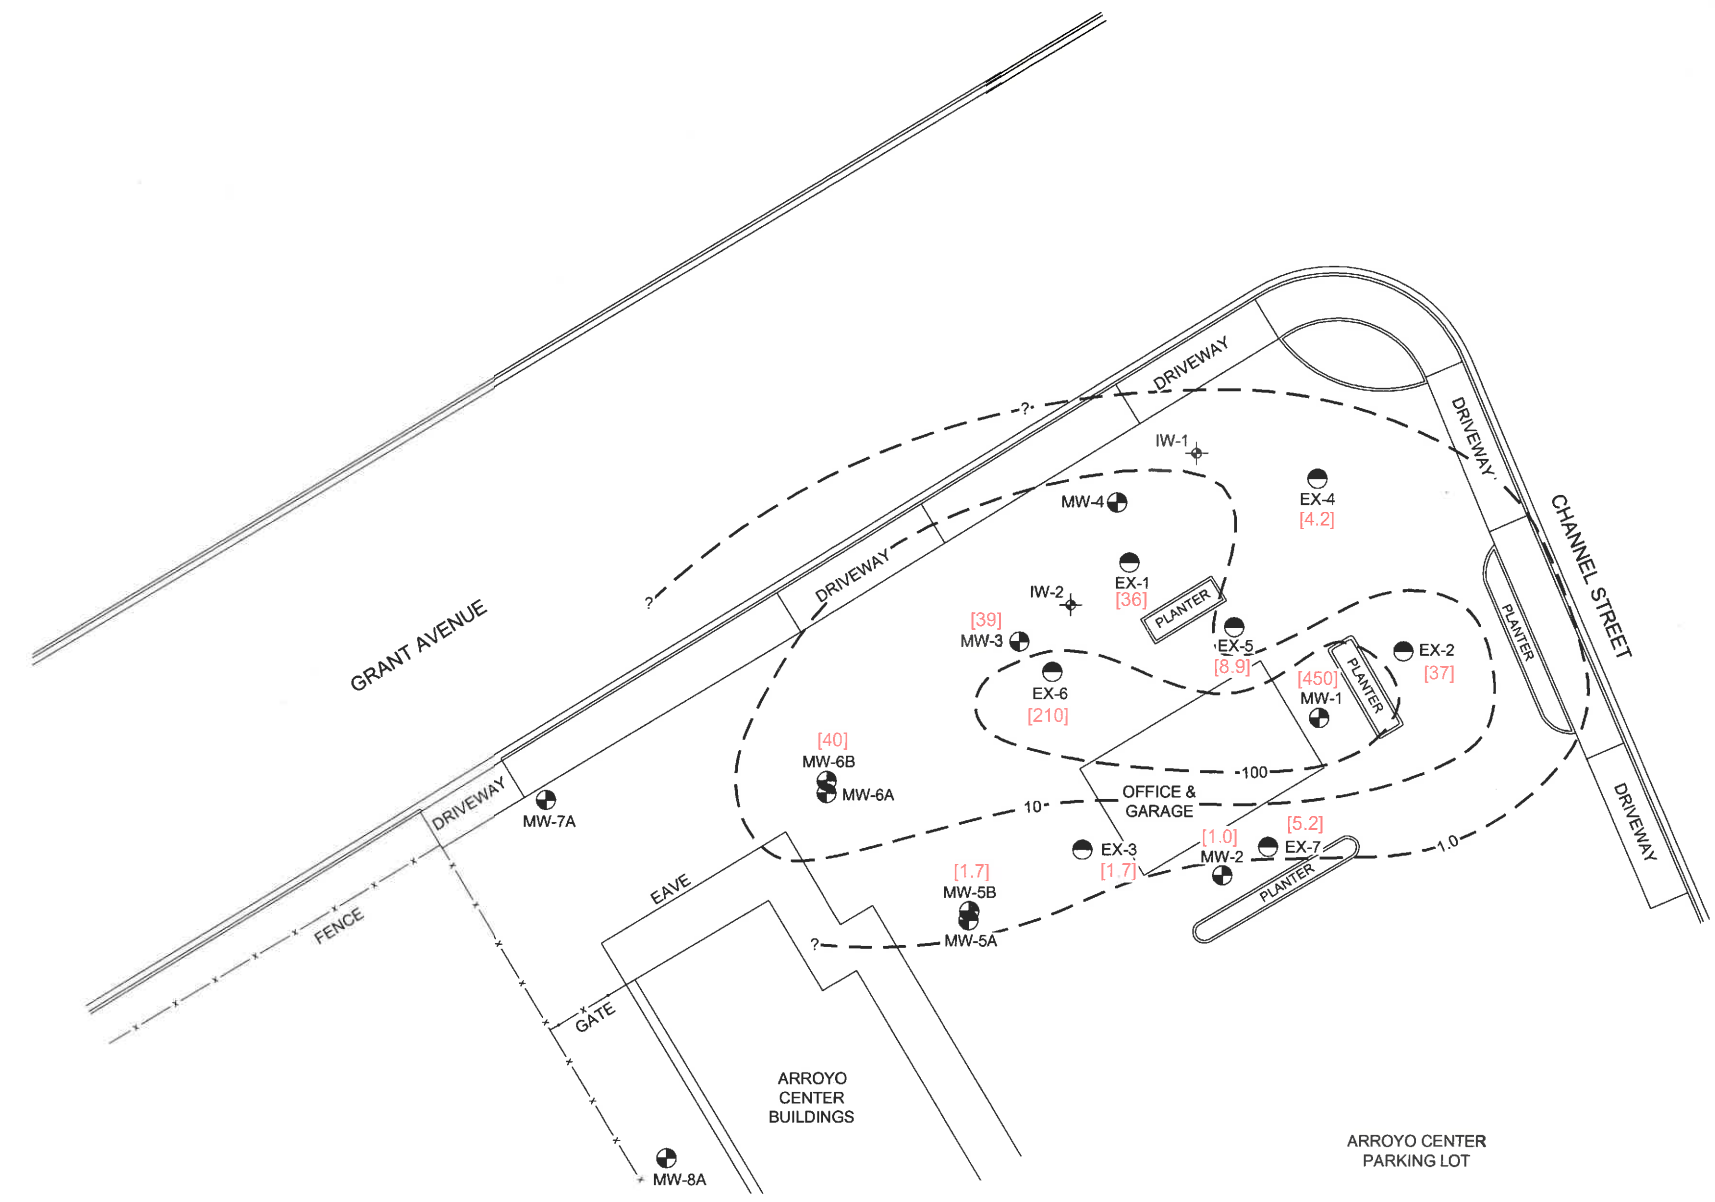 DRIVEWAY
?
DRIVEWAY
IW-1
MW-4
EX-4
[4.2]
CHANNEL STREET
DRIVEWAY
EX-1
[36]
IW-2
PLANTER
?
GRANT AVENUE
[39]
MW-3
EX-5
[8.9]
PLANTER
EX-2
[37]
PLANTER
[450]
MW-1
EX-6
[210]
[40]
MW-6B
MW-6A
100
OFFICE &
GARAGE
10
DRIVEWAY
MW-7A
DRIVEWAY
[1.0]
MW-2
[5.2]
EX-7
1.0
EX-3
[1.7]
[1.7]
MW-5B
MW-5A
PLANTER
EAVE
FENCE
?
GATE
ARROYO
CENTER
BUILDINGS
ARROYO CENTER
PARKING LOT
MW-8A